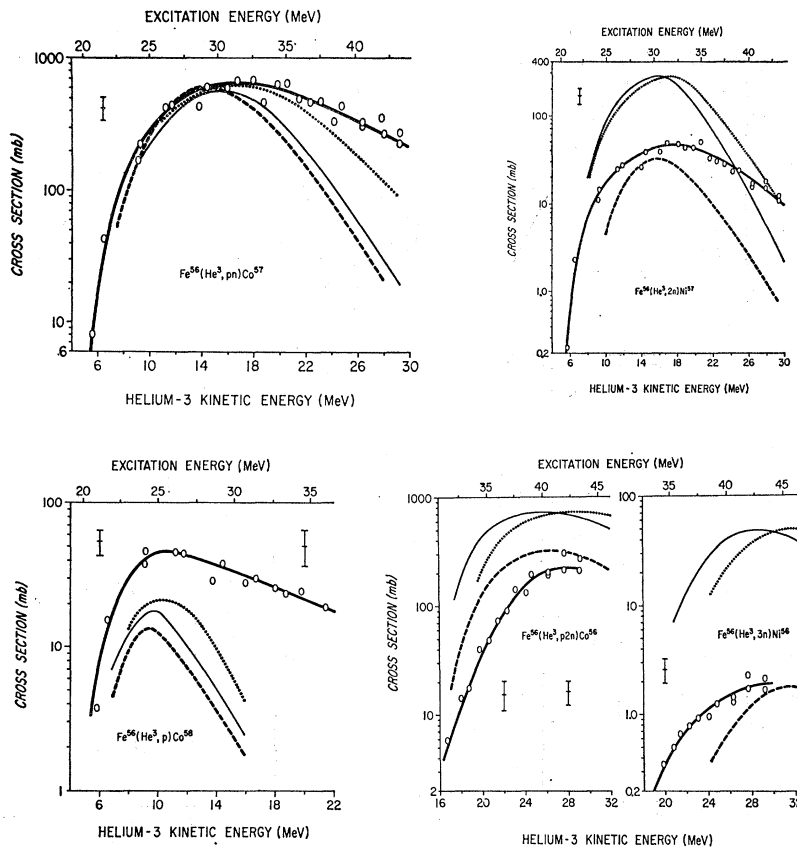 EXCITATION ENERGY (MeV)
20 25 30 35 40
1000
100
10
.6
CROSS SECTION (mb)
Fe⁵⁶(He³, pn)Co⁵⁷
6 10 14 18 22 26 30
HELIUM-3 KINETIC ENERGY (MeV)
EXCITATION ENERGY (MeV)
20 25 30 35 40
400
100
10
1.0
0.2
CROSS SECTION (mb)
Fe⁵⁶(He³, 2n)Ni⁵⁷
6 10 14 18 22 26 30
HELIUM-3 KINETIC ENERGY (MeV)
EXCITATION ENERGY (MeV)
20 25 30 35
100
10
1
CROSS SECTION (mb)
Fe⁵⁶(He³, p)Co⁵⁸
6 10 14 18 22
HELIUM-3 KINETIC ENERGY (MeV)
EXCITATION ENERGY (MeV)
35 40 45
1000
100
10
2
CROSS SECTION (mb)
Fe⁵⁶(He³, p2n)Co⁵⁶
16 20 24 28 32
35 40 45
100
10
1.0
0.2
Fe⁵⁶(He³, 3n)Ni⁵⁶
20 24 28 32
HELIUM-3 KINETIC ENERGY (MeV)